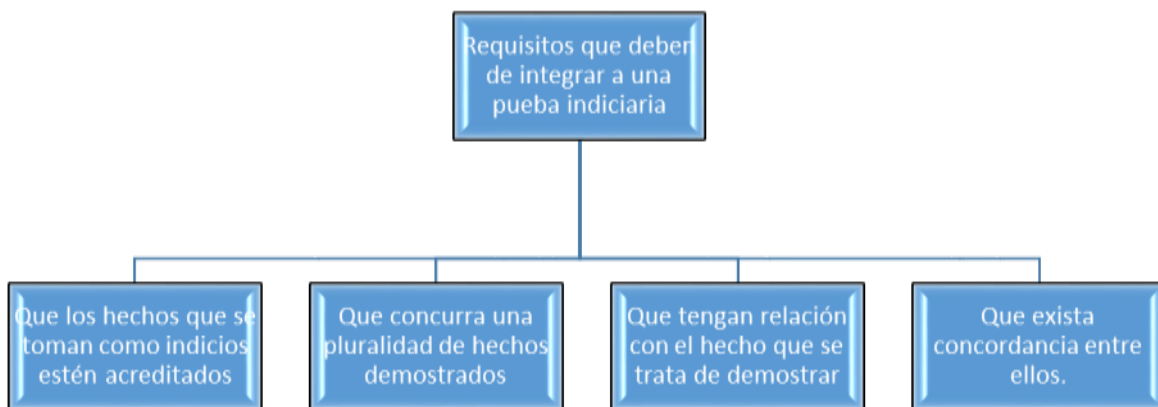 Requisitos que deben
de integrar a una
pueba indiciaria
Que los hechos que se
toman como indicios
estén acreditados
Que concurra una
pluralidad de hechos
demostrados
Que tengan relación
con el hecho que se
trata de demostrar
Que exista
concordancia entre
ellos.